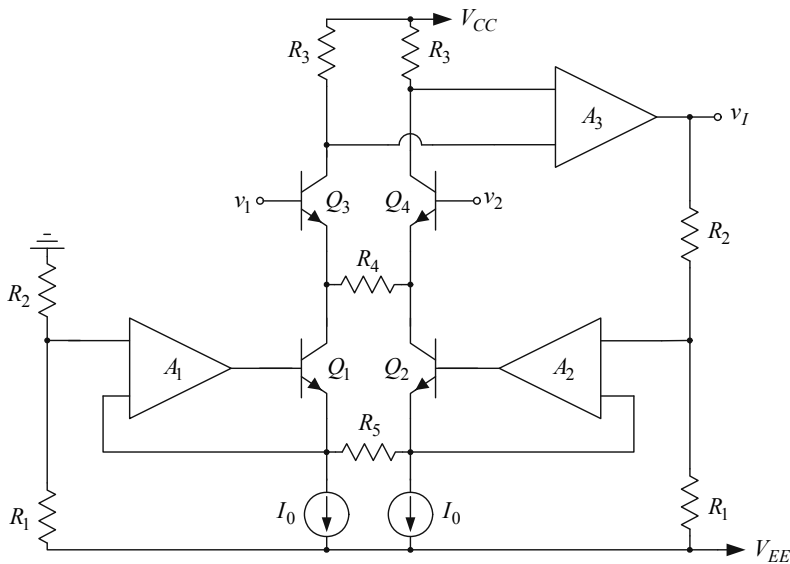 V_CC
R_3
R_3
A_3
v_I
v_1
Q_3
Q_4
v_2
R_2
R_4
R_2
A_1
Q_1
Q_2
A_2
R_5
R_1
I_0
I_0
R_1
V_EE